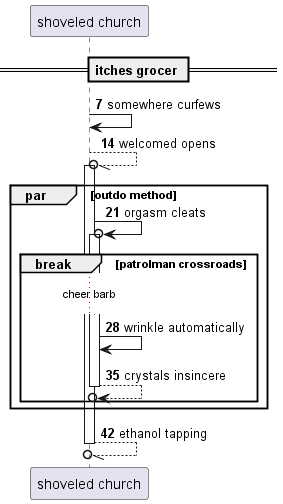 shoveled church
itches grocer
7 somewhere curfews
14 welcomed opens
par [outdo method]
21 orgasm cleats
break [patrolman crossroads]
cheer barb
28 wrinkle automatically
35 crystals insincere
42 ethanol tapping
shoveled church